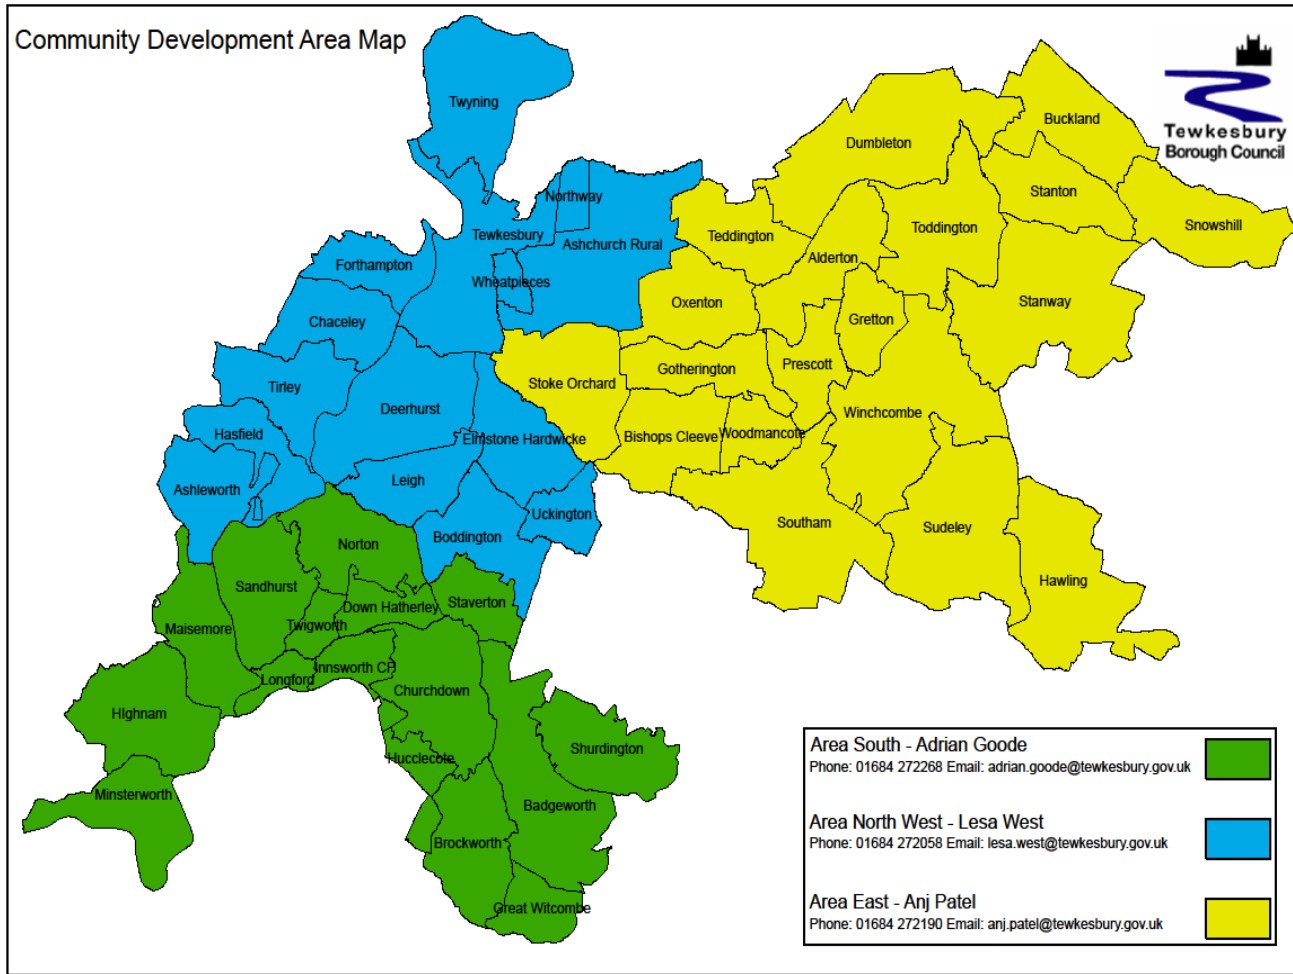 Community Development Area Map
Tewkesbury
Borough Council
Twyning
Buckland
Dumbleton
Stanton
Northway
Snowshill
Tewkesbury
Teddington
Toddington
Ashchurch Rural
Alderton
Forthampton
Wheatpieces
Oxenton
Stanway
Chaceley
Gretton
Prescott
Gotherington
Stoke Orchard
Tirley
Deerhurst
Winchcombe
Hasfield
Elmstone Hardwicke
Bishops Cleeve
Woodmancote
Leigh
Ashleworth
Uckington
Southam
Sudeley
Boddington
Norton
Hawling
Sandhurst
Down Hatherley
Staverton
Twigworth
Maisemore
Innsworth CP
Longford
Churchdown
HIghnam
Shurdington
Hucclecote
Minsterworth
Badgeworth
Brockworth
Great Witcombe
Area South - Adrian Goode
Phone: 01684 272268 Email: adrian.goode@tewkesbury.gov.uk
Area North West - Lesa West
Phone: 01684 272058 Email: lesa.west@tewkesbury.gov.uk
Area East - Anj Patel
Phone: 01684 272190 Email: anj.patel@tewkesbury.gov.uk